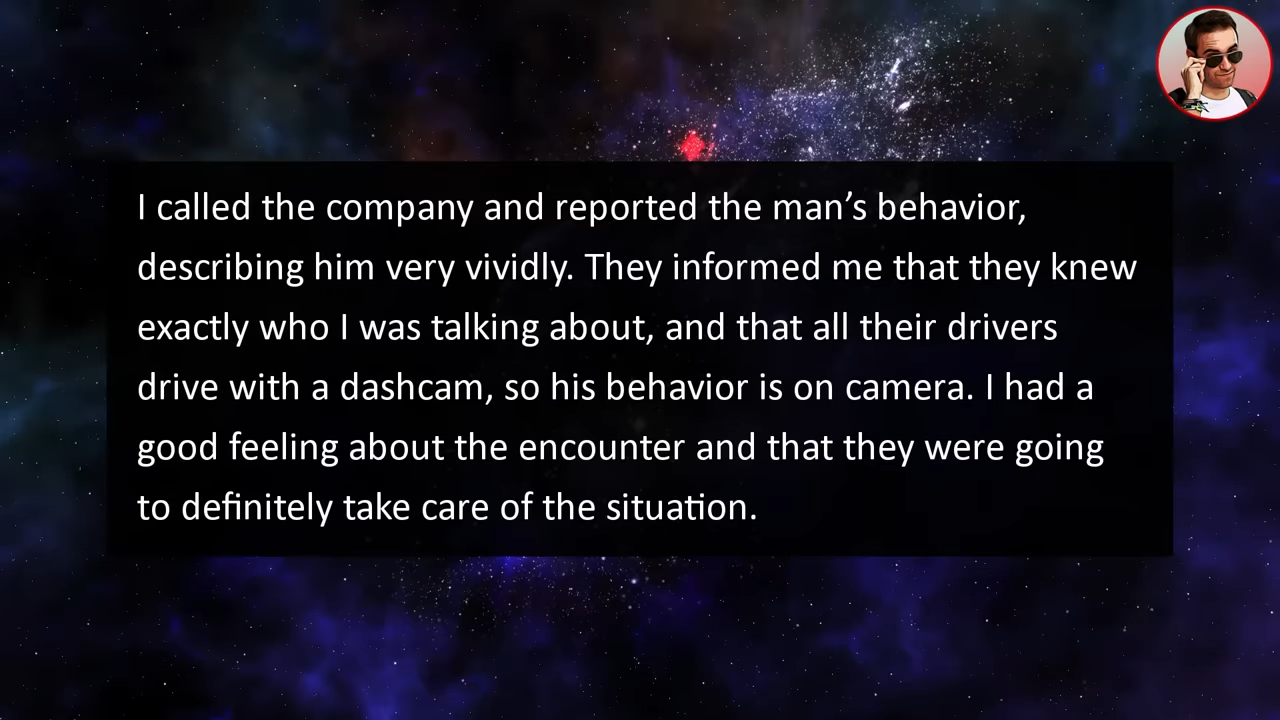 I called the company and reported the man’s behavior,
describing him very vividly. They informed me that they knew
exactly who I was talking about, and that all their drivers
drive with a dashcam, so his behavior is on camera. I had a
good feeling about the encounter and that they were going
to definitely take care of the situation.